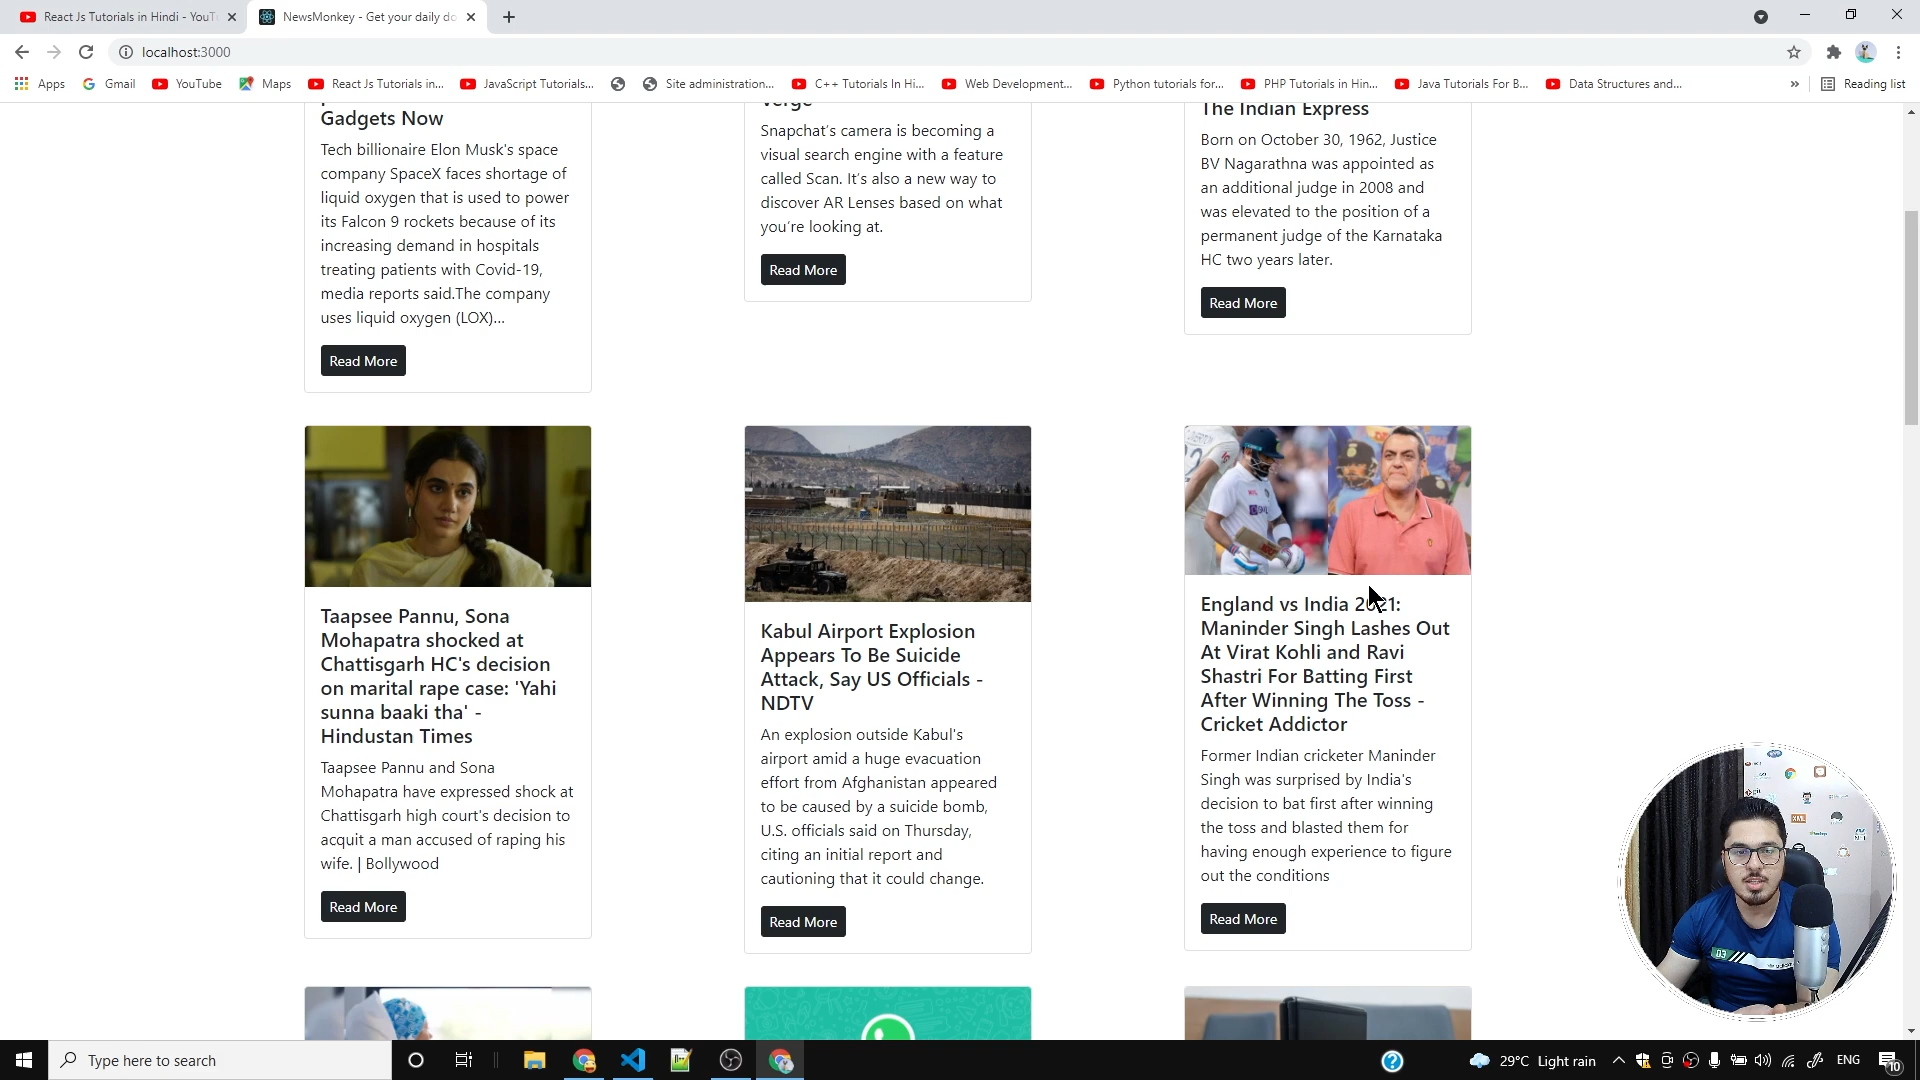 React Js Tutorials in Hindi - YouT
NewsMonkey - Get your daily do
localhost:3000
Apps
Gmail
YouTube
Maps
React Js Tutorials in...
JavaScript Tutorials...
Site administration...
C++ Tutorials In Hi...
Web Development...
Python tutorials for...
PHP Tutorials in Hin...
Java Tutorials For B...
Data Structures and...
»
Reading list
Gadgets Now
Tech billionaire Elon Musk's space
company SpaceX faces shortage of
liquid oxygen that is used to power
its Falcon 9 rockets because of its
increasing demand in hospitals
treating patients with Covid-19,
media reports said.The company
uses liquid oxygen (LOX)...
Read More
Verge
Snapchat's camera is becoming a
visual search engine with a feature
called Scan. It's also a new way to
discover AR Lenses based on what
you're looking at.
Read More
The Indian Express
Born on October 30, 1962, Justice
BV Nagarathna was appointed as
an additional judge in 2008 and
was elevated to the position of a
permanent judge of the Karnataka
HC two years later.
Read More
Taapsee Pannu, Sona
Mohapatra shocked at
Chattisgarh HC's decision
on marital rape case: 'Yahi
sunna baaki tha' -
Hindustan Times
Taapsee Pannu and Sona
Mohapatra have expressed shock at
Chattisgarh high court's decision to
acquit a man accused of raping his
wife. | Bollywood
Read More
Kabul Airport Explosion
Appears To Be Suicide
Attack, Say US Officials -
NDTV
An explosion outside Kabul's
airport amid a huge evacuation
effort from Afghanistan appeared
to be caused by a suicide bomb,
U.S. officials said on Thursday,
citing an initial report and
cautioning that it could change.
Read More
England vs India 2021:
Maninder Singh Lashes Out
At Virat Kohli and Ravi
Shastri For Batting First
After Winning The Toss -
Cricket Addictor
Former Indian cricketer Maninder
Singh was surprised by India's
decision to bat first after winning
the toss and blasted them for
having enough experience to figure
out the conditions
Read More
Type here to search
29°C Light rain
ENG
10